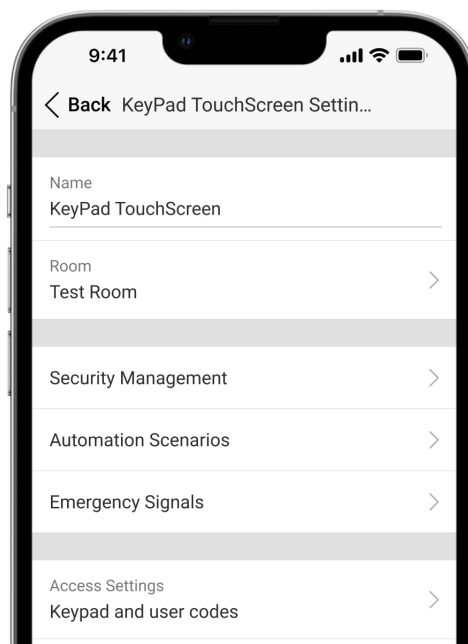 9:41
Back KeyPad TouchScreen Settin...
Name
KeyPad TouchScreen
Room
Test Room
Security Management
Automation Scenarios
Emergency Signals
Access Settings
Keypad and user codes